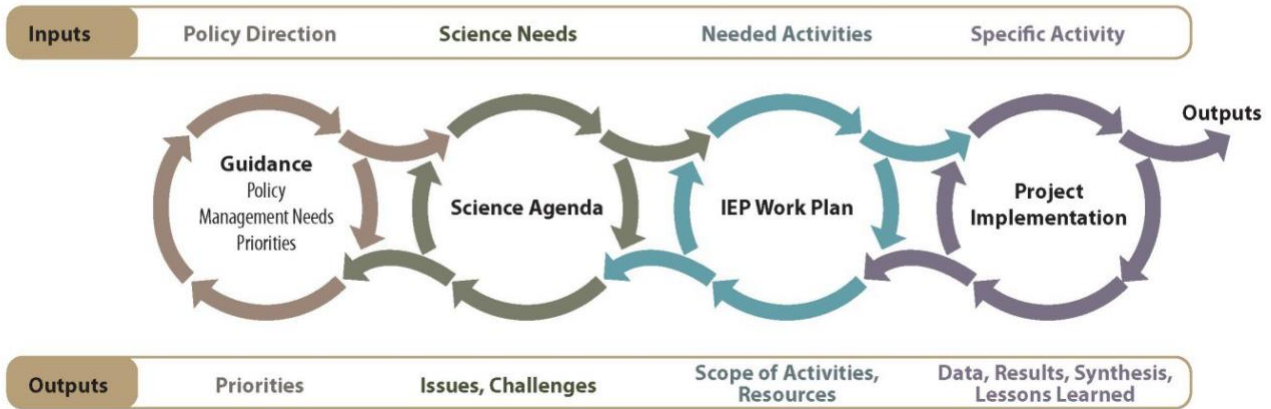 Inputs
Policy Direction
Science Needs
Needed Activities
Specific Activity
Outputs
Guidance
Policy
Management Needs
Priorities
Science Agenda
IEP Work Plan
Project
Implementation
Outputs
Priorities
Issues, Challenges
Scope of Activities,
Resources
Data, Results, Synthesis,
Lessons Learned